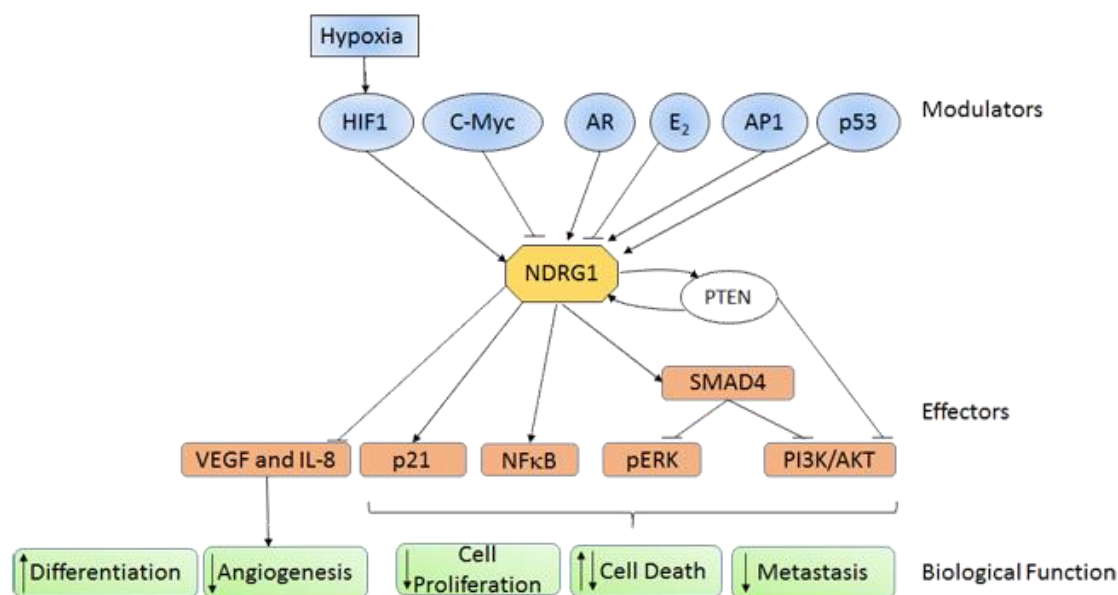 Hypoxia
HIF1
C-Myc
AR
E₂
AP1
p53
Modulators
NDRG1
PTEN
SMAD4
Effectors
VEGF and IL-8
p21
NFκB
pERK
PI3K/AKT
Differentiation
Angiogenesis
Cell
Proliferation
Cell Death
Metastasis
Biological Function